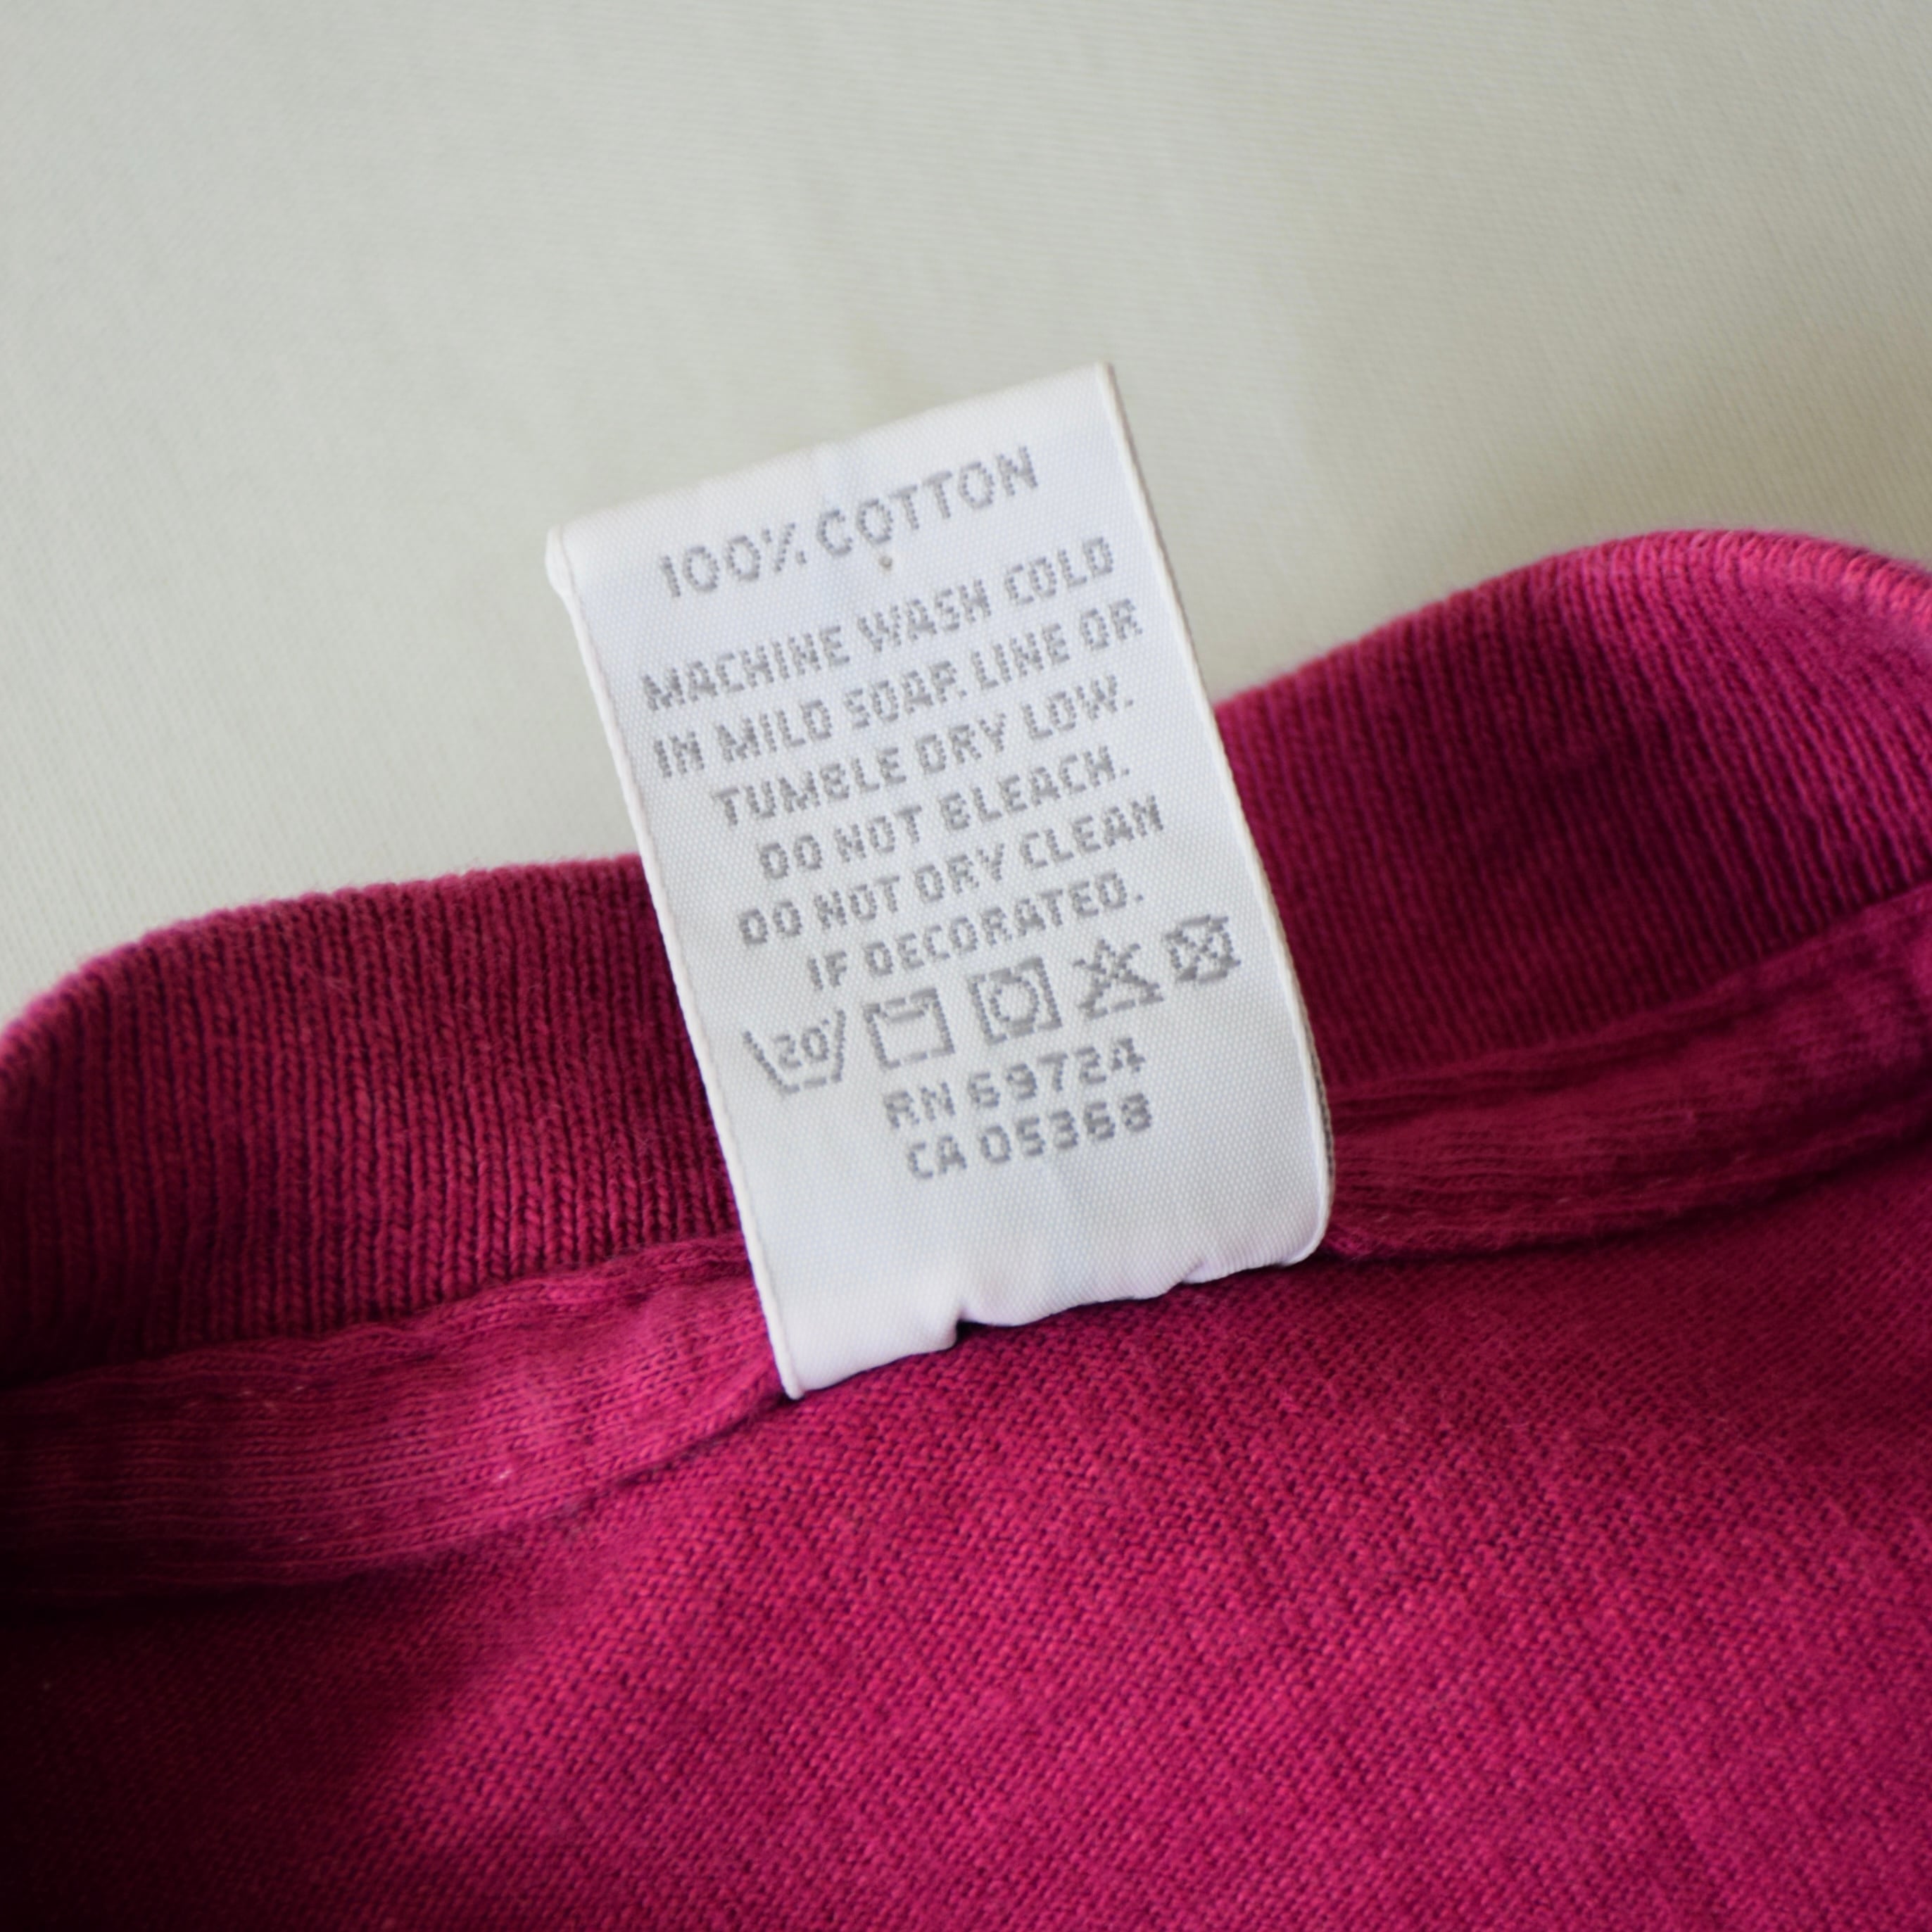 100% COTTON
MACHINE WASH COLD
IN MILD SOAP. LINE OR
TUMBLE DRY LOW.
DO NOT BLEACH.
DO NOT DRY CLEAN
IF DECORATED.
20°
RN 69724
CA 05368